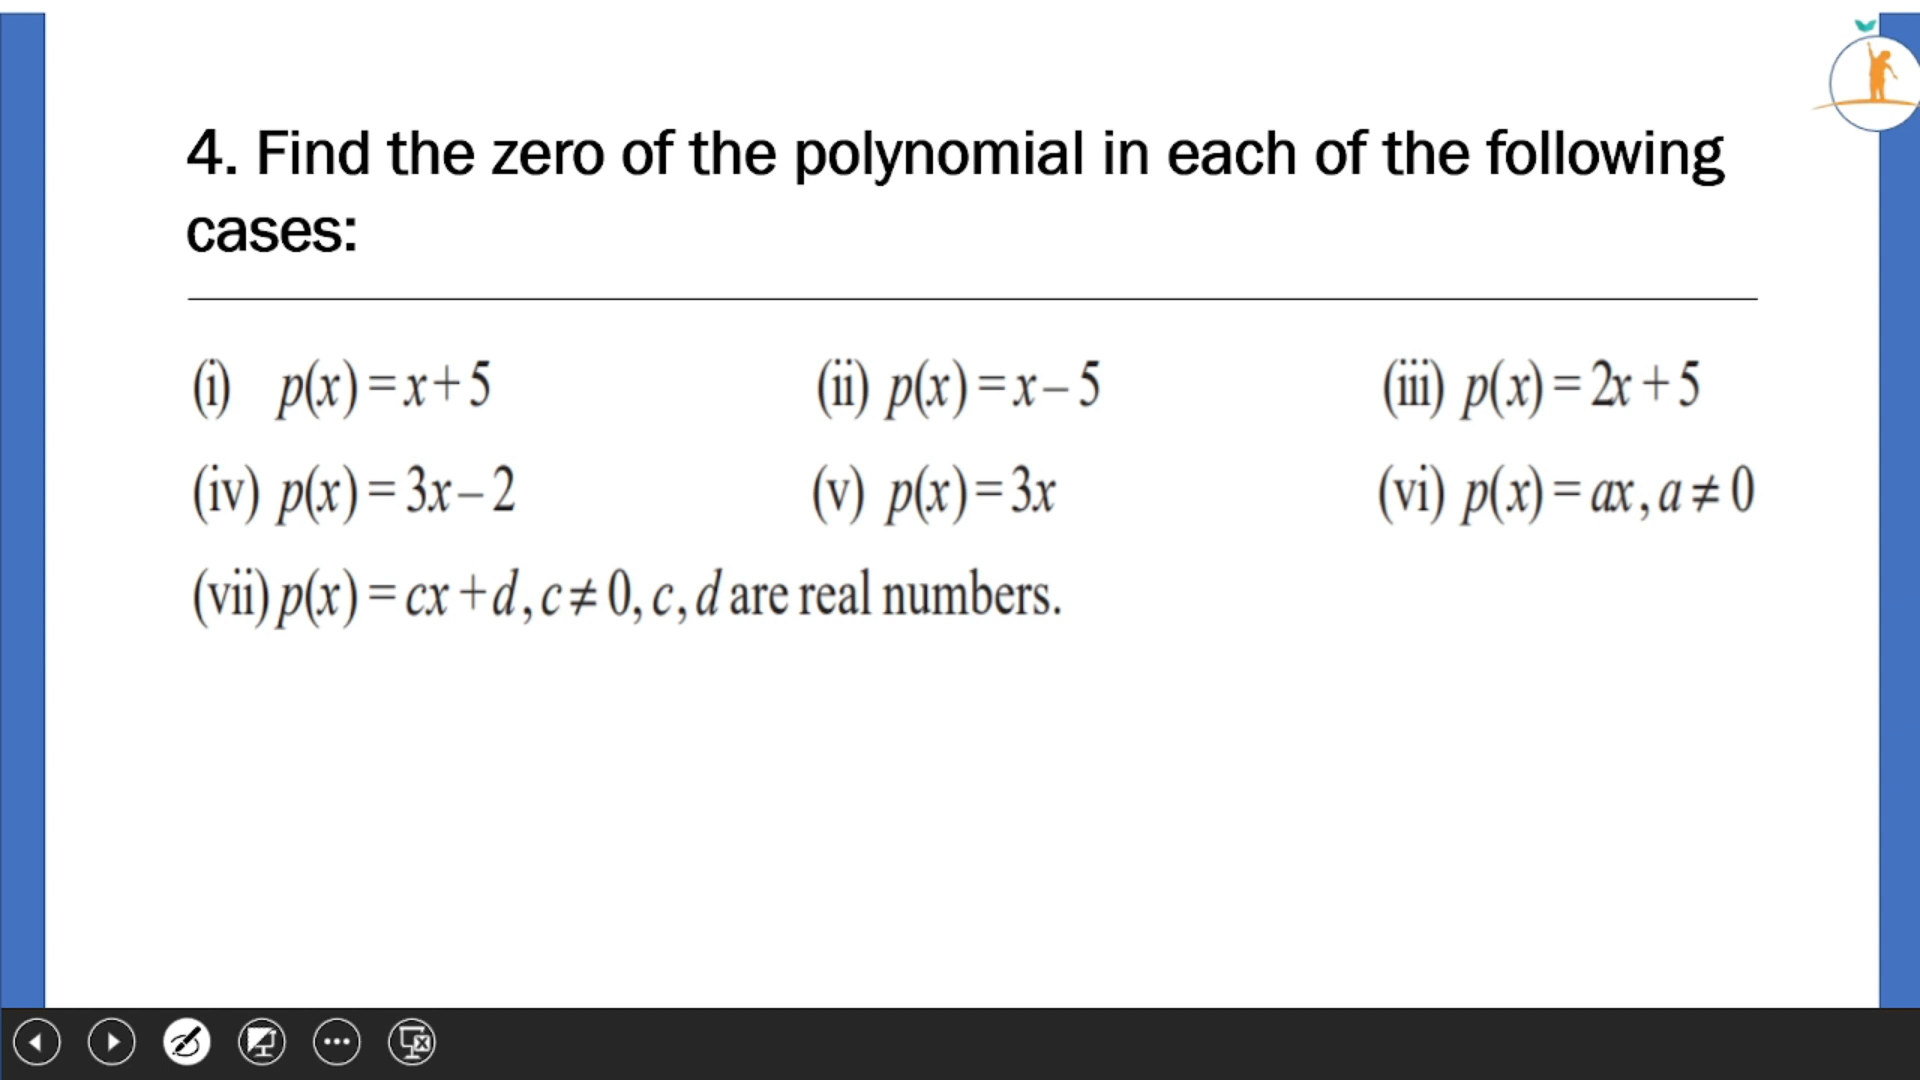 4. Find the zero of the polynomial in each of the following
cases:
(i) p(x) = x + 5 (ii) p(x) = x – 5 (iii) p(x) = 2x + 5
(iv) p(x) = 3x – 2 (v) p(x) = 3x (vi) p(x) = ax, a ≠ 0
(vii) p(x) = cx + d, c ≠ 0, c, d are real numbers.